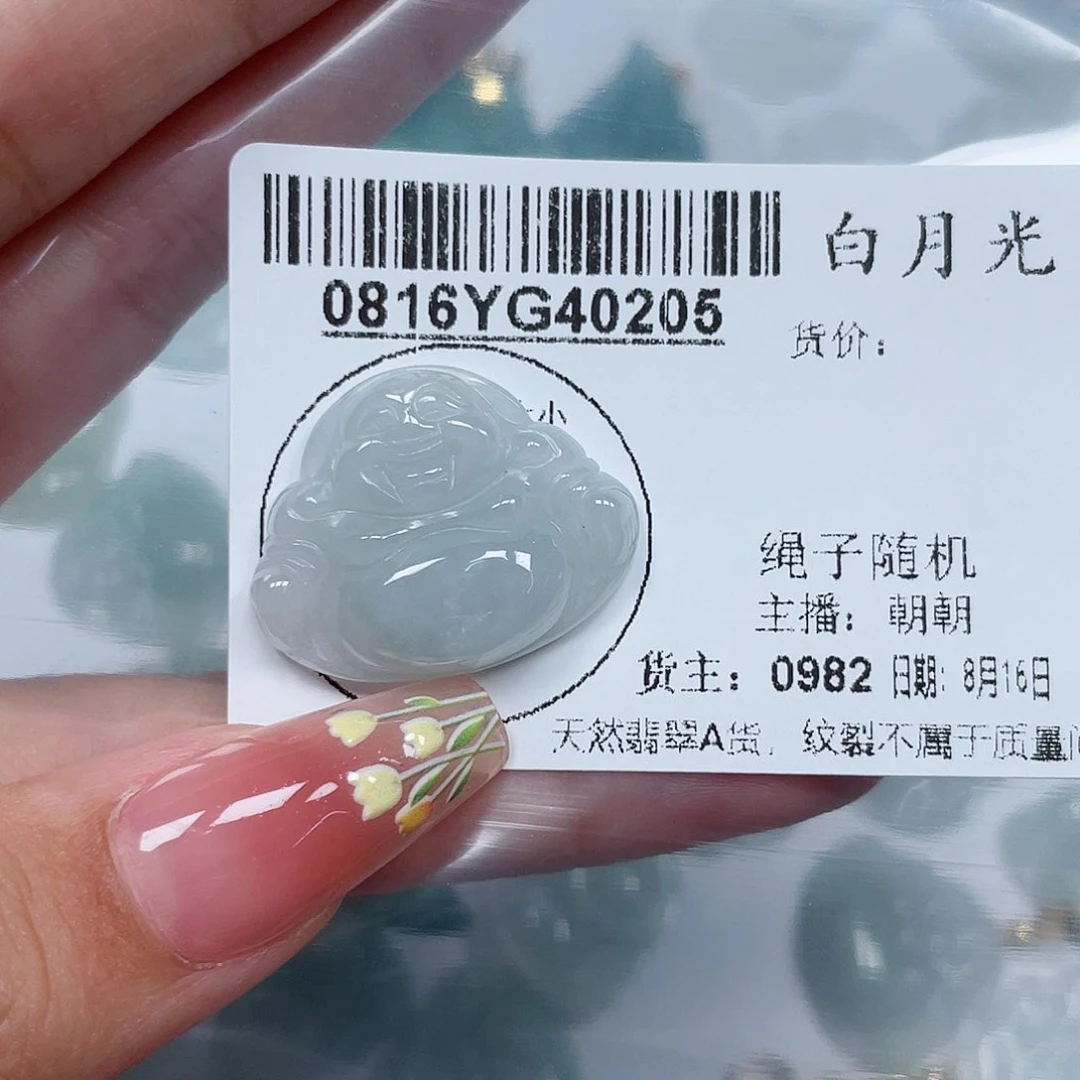 白月光
0816YG40205
货价：
小
绳子随机
主播： 朝朝
货主： 0982 日期: 8月16日
天然翡翠A货，纹裂不属于质量